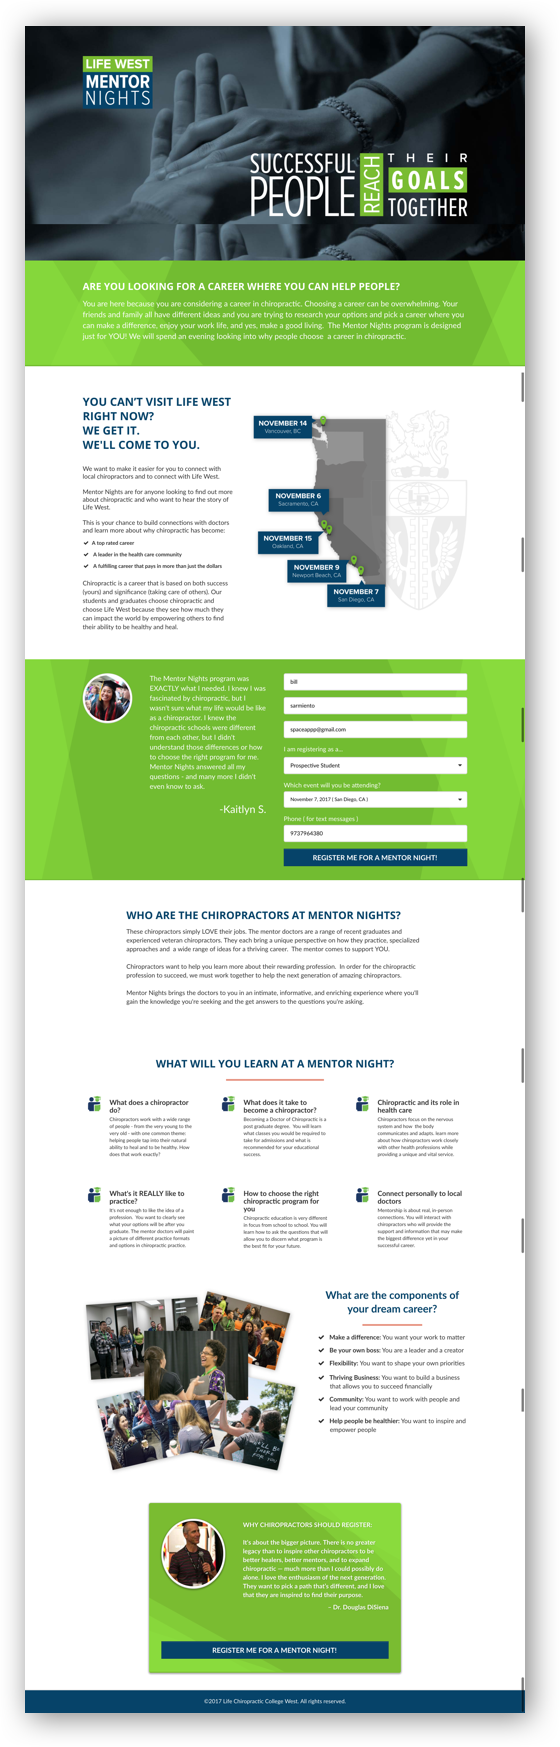 LIFE WEST
MENTOR
NIGHTS
SUCCESSFUL
PEOPLE
REACH
THEIR
GOALS
TOGETHER
ARE YOU LOOKING FOR A CAREER WHERE YOU CAN HELP PEOPLE?
You are here because you are considering a career in chiropractic. Choosing a career can be overwhelming. Your
friends and family all have different ideas and you are trying to research your options and pick a career where you
can make a difference, enjoy your work life, and yes, make a good living. The Mentor Nights program is designed
just for YOU! We will spend an evening looking into why people choose a career in chiropractic.
YOU CAN'T VISIT LIFE WEST
RIGHT NOW?
WE GET IT.
WE'LL COME TO YOU.
We want to make it easier for you to connect with
local chiropractors and to connect with Life West.
Mentor Nights are for anyone looking to find out more
about chiropractic and who want to hear the story of
Life West.
This is your chance to build connections with doctors
and learn more about why chiropractic has become:
A top rated career
A leader in the health care community
A fulfilling career that pays in more than just the dollars
Chiropractic is a career that is based on both success
(yours) and significance (taking care of others). Our
students and graduates choose chiropractic and
choose Life West because they see how much they
can impact the world by empowering others to find
their ability to be healthy and heal.
NOVEMBER 14
Vancouver, BC
NOVEMBER 6
Sacramento, CA
NOVEMBER 15
Oakland, CA
NOVEMBER 9
Newport Beach, CA
NOVEMBER 7
San Diego, CA
The Mentor Nights program was
EXACTLY what I needed. I knew I was
fascinated by chiropractic, but I
wasn't sure what my life would be like
as a chiropractor. I knew the
chiropractic schools were different
from each other, but I didn't
understand those differences or how
to choose the right program for me.
Mentor Nights answered all my
questions - and many more I didn't
even know to ask.
-Kaitlyn S.
bill
sarmiento
spaceappp@gmail.com
I am registering as a...
Prospective Student
Which event will you be attending?
November 7, 2017 ( San Diego, CA )
Phone ( for text messages )
9737964380
REGISTER ME FOR A MENTOR NIGHT!
WHO ARE THE CHIROPRACTORS AT MENTOR NIGHTS?
These chiropractors simply LOVE their jobs. The mentor doctors are a range of recent graduates and
experienced veteran chiropractors. They each bring a unique perspective on how they practice, specialized
approaches and a wide range of ideas for a thriving career. The mentor comes to support YOU.
Chiropractors want to help you learn more about their rewarding profession. In order for the chiropractic
profession to succeed, we must work together to help the next generation of amazing chiropractors.
Mentor Nights brings the doctors to you in an intimate, informative, and enriching experience where you'll
gain the knowledge you're seeking and the get answers to the questions you're asking.
WHAT WILL YOU LEARN AT A MENTOR NIGHT?
What does a chiropractor
do?
Chiropractors work with a wide range
of people - from the very young to the
very old - with one common theme:
helping people tap into their natural
ability to heal and to be healthy. How
does that work exactly?
What does it take to
become a chiropractor?
Becoming a Doctor of Chiropractic is a
post graduate degree. You will learn
what classes you would be required to
take for admissions and what is
recommended for your educational
success.
Chiropractic and its role in
health care
Chiropractors focus on the nervous
system and how the body
communicates and adapts. learn more
about how chiropractors work closely
with other health professions while
providing a unique and vital service.
What's it REALLY like to
practice?
It's not enough to like the idea of a
profession. You want to clearly see
what your options will be after you
graduate. The mentor doctors will paint
a picture of different practice formats
and options in chiropractic practice.
How to choose the right
chiropractic program for
you
Chiropractic education is very different
in focus from school to school. You will
learn how to ask the questions that will
allow you to discern what program is
the best fit for your future.
Connect personally to local
doctors
Mentorship is about real, in-person
connections. You will interact with
chiropractors who will provide the
support and information that may make
the biggest difference yet in your
successful career.
WILL BE
THERE
FOR YOU
What are the components of
your dream career?
Make a difference: You want your work to matter
Be your own boss: You are a leader and a creator
Flexibility: You want to shape your own priorities
Thriving Business: You want to build a business
that allows you to succeed financially
Community: You want to work with people and
lead your community
Help people be healthier: You want to inspire and
empower people
WHY CHIROPRACTORS SHOULD REGISTER:
It's about the bigger picture. There is no greater
legacy than to inspire other chiropractors to be
better healers, better mentors, and to expand
chiropractic — much more than I could possibly do
alone. I love the enthusiasm of the next generation.
They want to pick a path that's different, and I love
that they are inspired to find their purpose.
– Dr. Douglas DiSiena
REGISTER ME FOR A MENTOR NIGHT!
©2017 Life Chiropractic College West. All rights reserved.